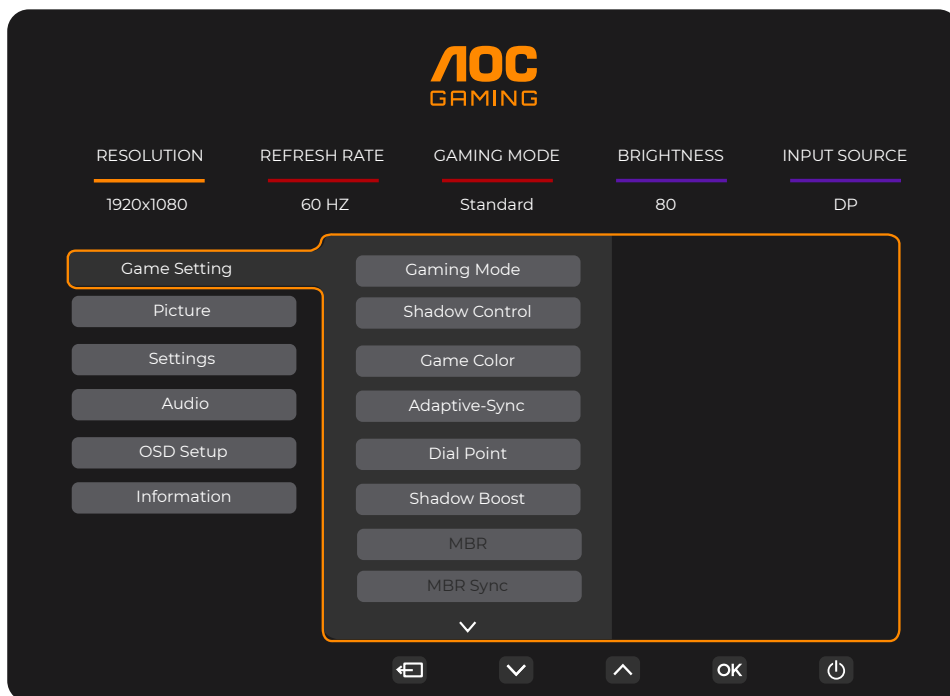 AOC
GAMING
RESOLUTION REFRESH RATE GAMING MODE BRIGHTNESS INPUT SOURCE
1920x1080 60 HZ Standard 80 DP
Game Setting
Picture
Settings
Audio
OSD Setup
Information
Gaming Mode
Shadow Control
Game Color
Adaptive-Sync
Dial Point
Shadow Boost
MBR
MBR Sync
OK